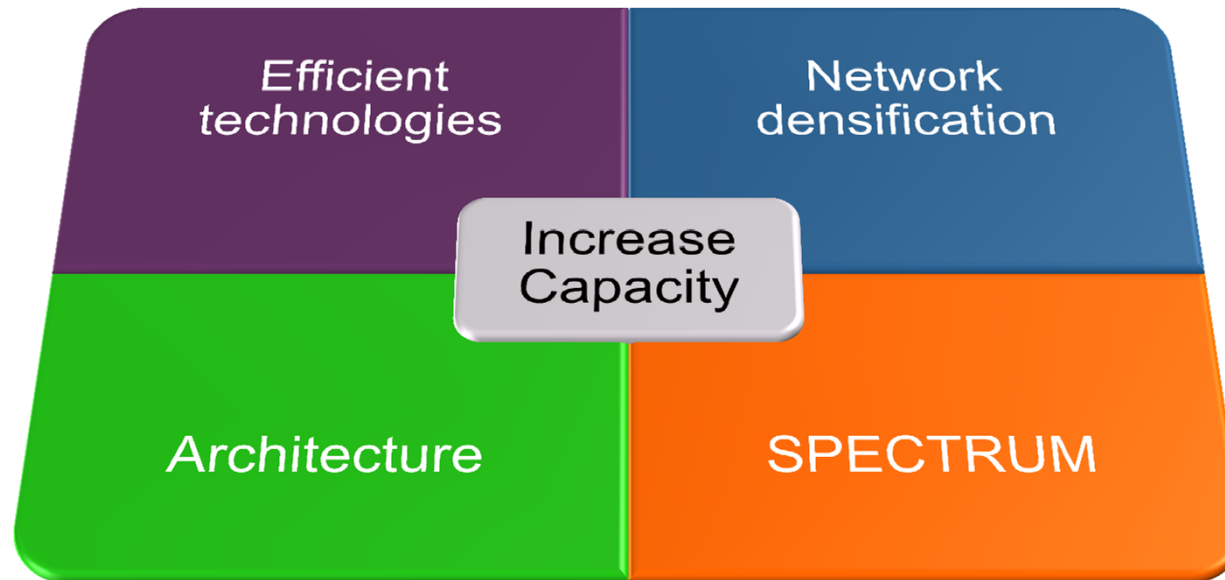 Efficient
technologies
Network
densification
Increase
Capacity
Architecture
SPECTRUM